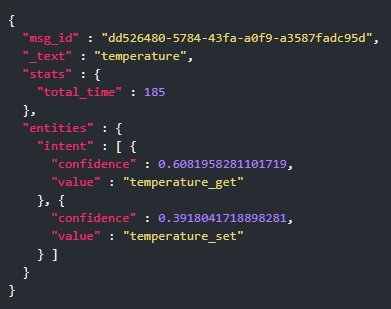 {
"msg_id" : "dd526480-5784-43fa-a0f9-a3587fadc95d",
"_text" : "temperature",
"stats" : {
"total_time" : 185
},
"entities" : {
"intent" : [ {
"confidence" : 0.6081958281101719,
"value" : "temperature_get"
}, {
"confidence" : 0.3918041718898281,
"value" : "temperature_set"
} ]
}
}